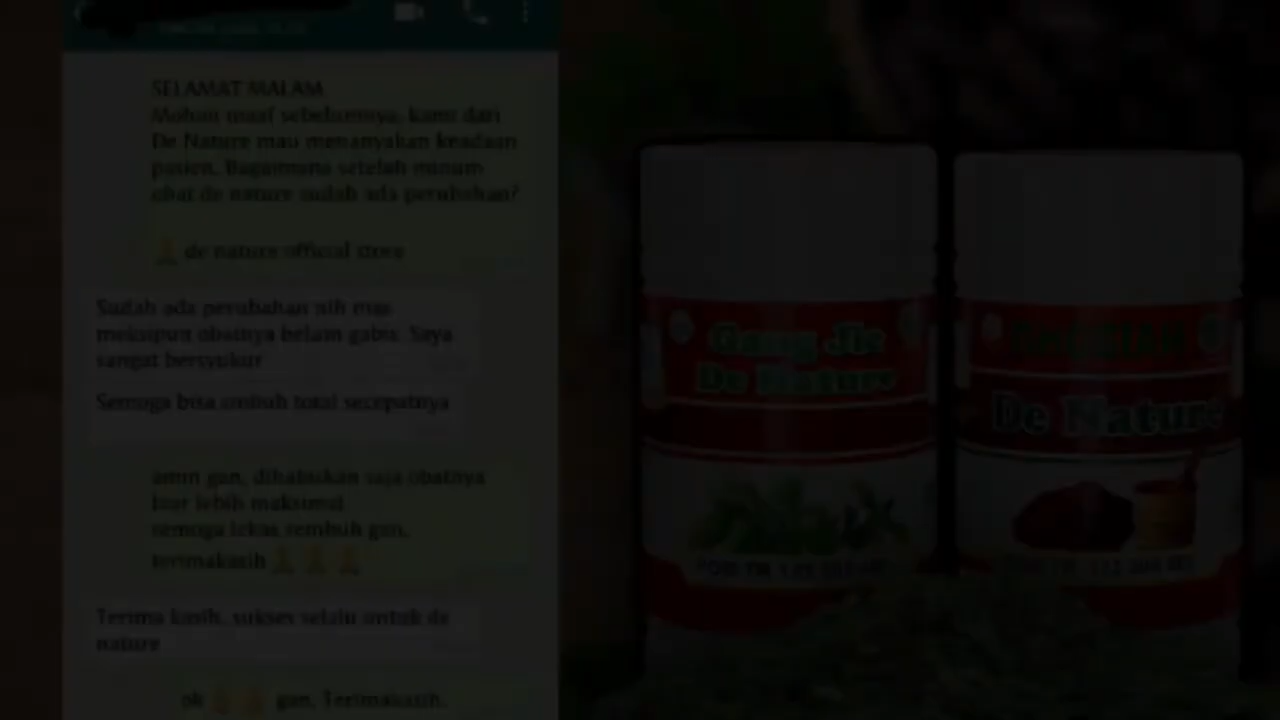 SELAMAT MALAM
Mohon maaf sebelumnya, kami dari
De Nature mau menanyakan keadaan
pasien. Bagaimana setelah minum
obat de nature sudah ada perubahan?
de nature official store
Sudah ada perubahan nih mas
meksipun obatnya belum gabis. Saya
sangat bersyukur
Semoga bisa sembuh total secepatnya
amin gan, dihabiskan saja obatnya
biar lebih maksimal
semoga lekas sembuh gan,
terimakasih
Terima kasih, sukses selalu untuk de
nature
ok gan, Terimakasih.
Gang Jie
De Nature
De Nature
POM TR